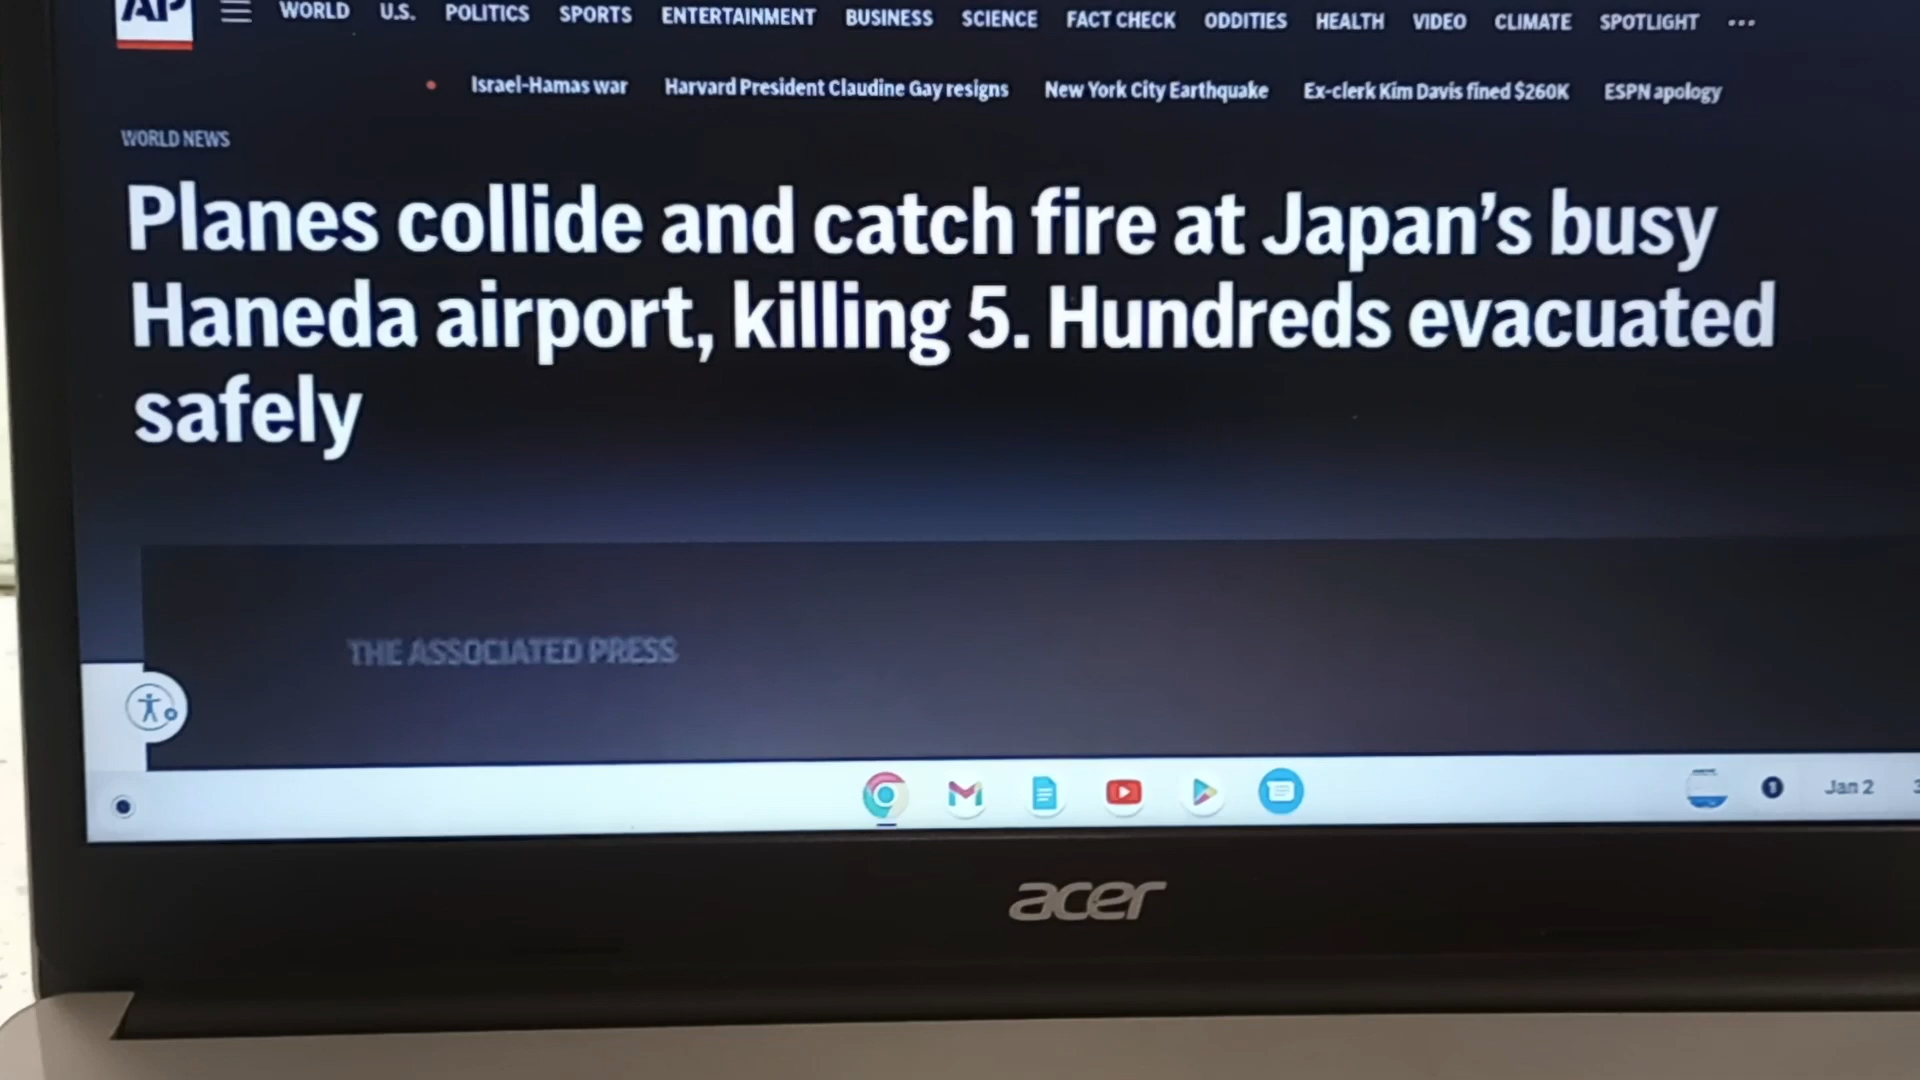 AP
WORLD U.S. POLITICS SPORTS ENTERTAINMENT BUSINESS SCIENCE FACT CHECK ODDITIES HEALTH VIDEO CLIMATE SPOTLIGHT •••
Israel-Hamas war Harvard President Claudine Gay resigns New York City Earthquake Ex-clerk Kim Davis fined $260K ESPN apology
WORLD NEWS
Planes collide and catch fire at Japan’s busy
Haneda airport, killing 5. Hundreds evacuated
safely
THE ASSOCIATED PRESS
1 Jan 2
acer